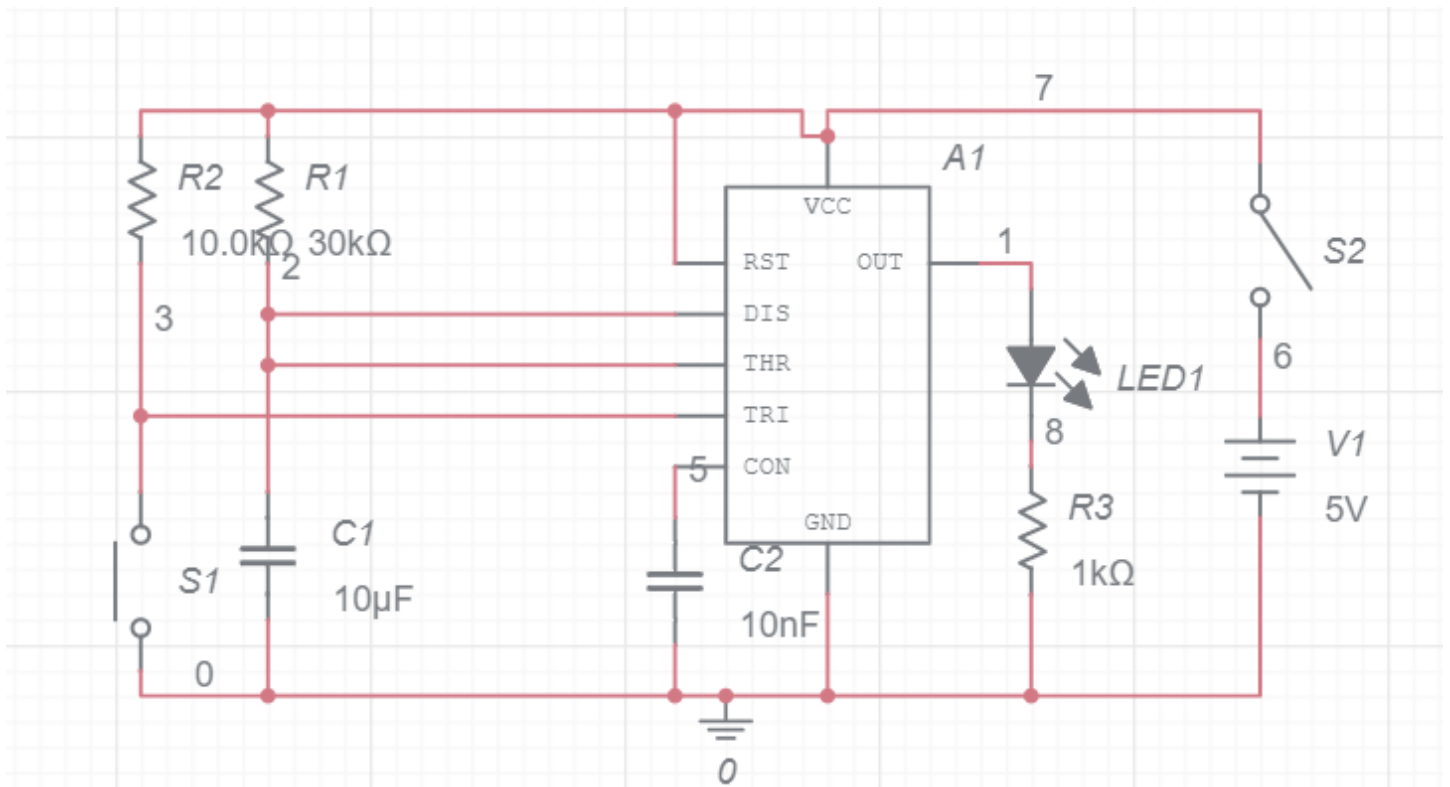 7
A1
R2
R1
VCC
10.0kΩ
30kΩ
2
RST
OUT
1
S2
3
DIS
THR
6
LED1
TRI
8
V1
5
CON
5V
GND
R3
C1
C2
1kΩ
S1
10µF
10nF
0
0